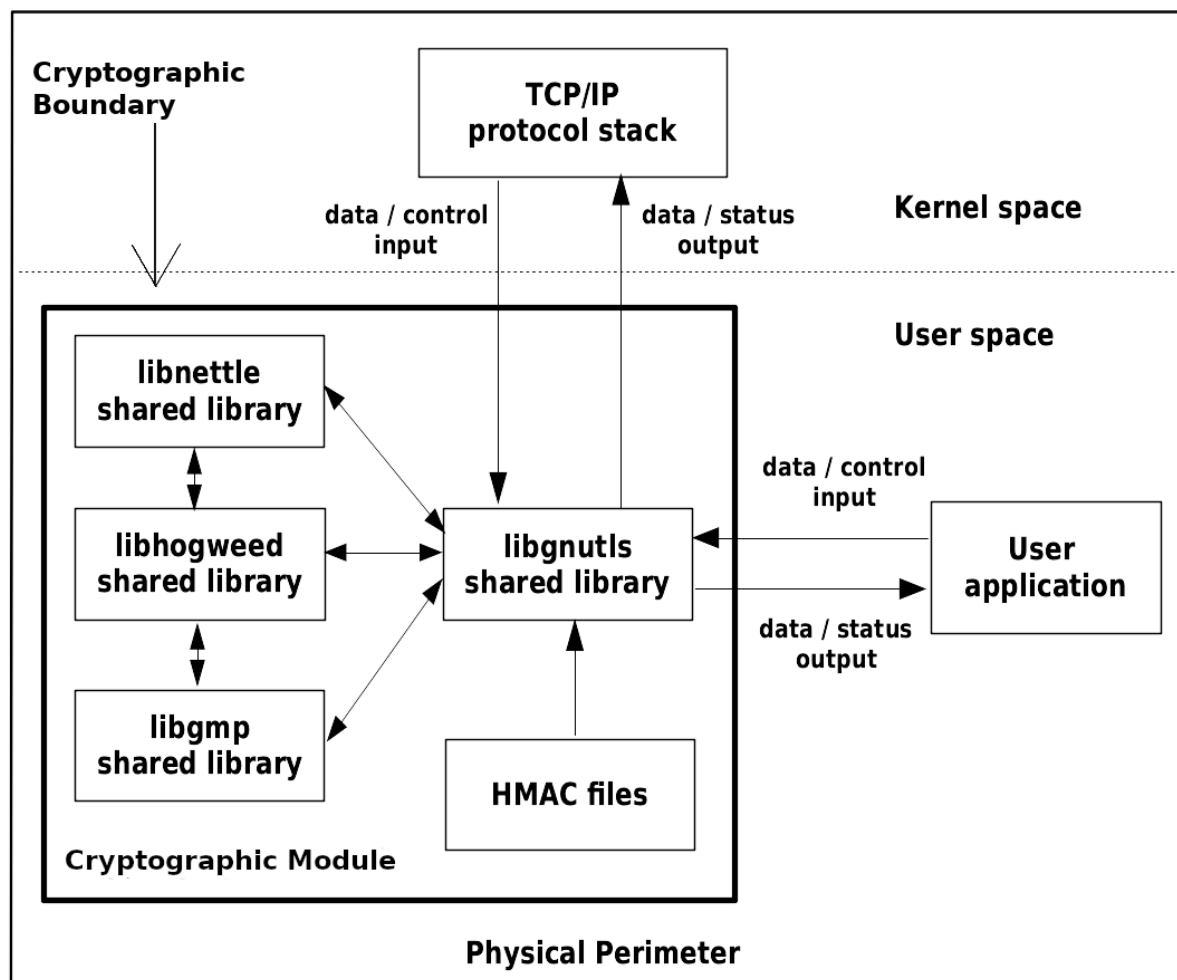 Cryptographic
Boundary
TCP/IP
protocol stack
data / control
input
data / status
output
Kernel space
User space
libnettle
shared library
libhogweed
shared library
libgmp
shared library
libgnutls
shared library
HMAC files
data / control
input
data / status
output
User
application
Cryptographic Module
Physical Perimeter